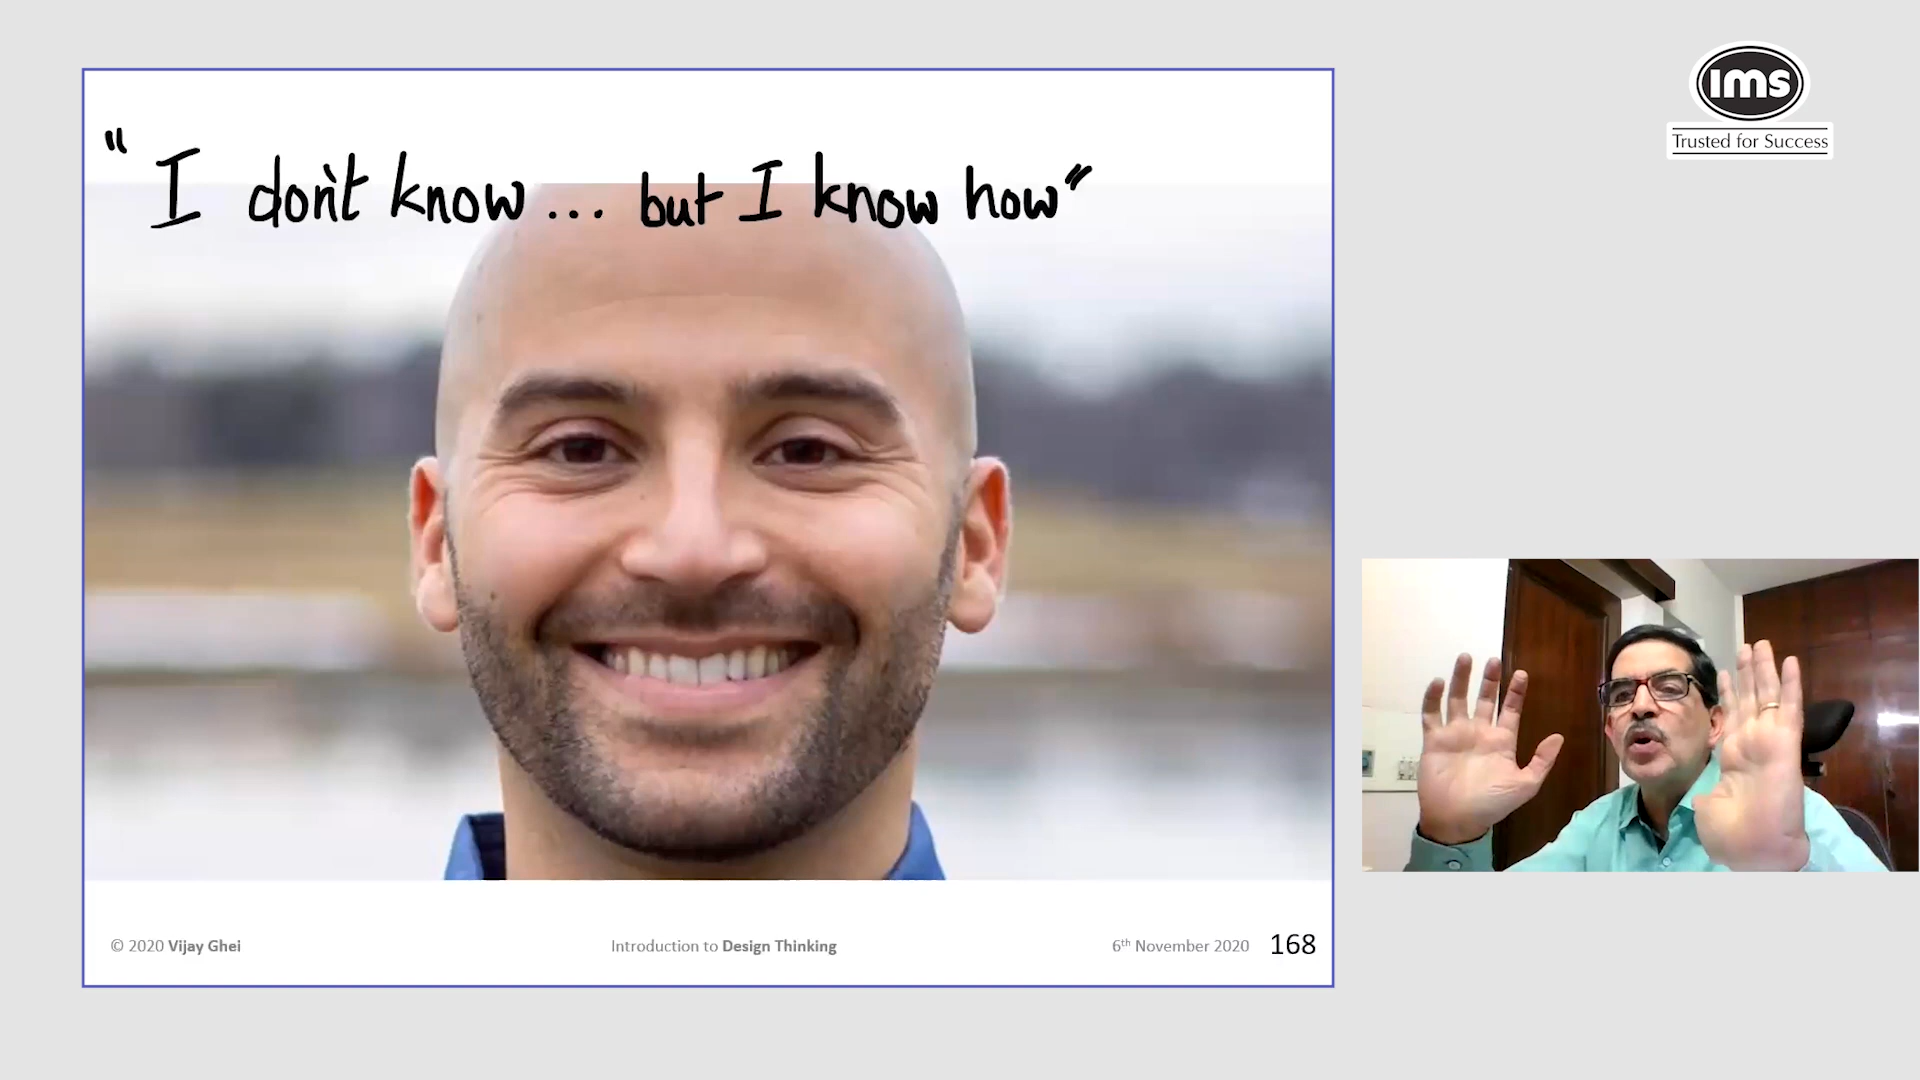 "I don't know... but I know how"
ims
Trusted for Success
© 2020 Vijay Ghei
Introduction to Design Thinking
6th November 2020
168